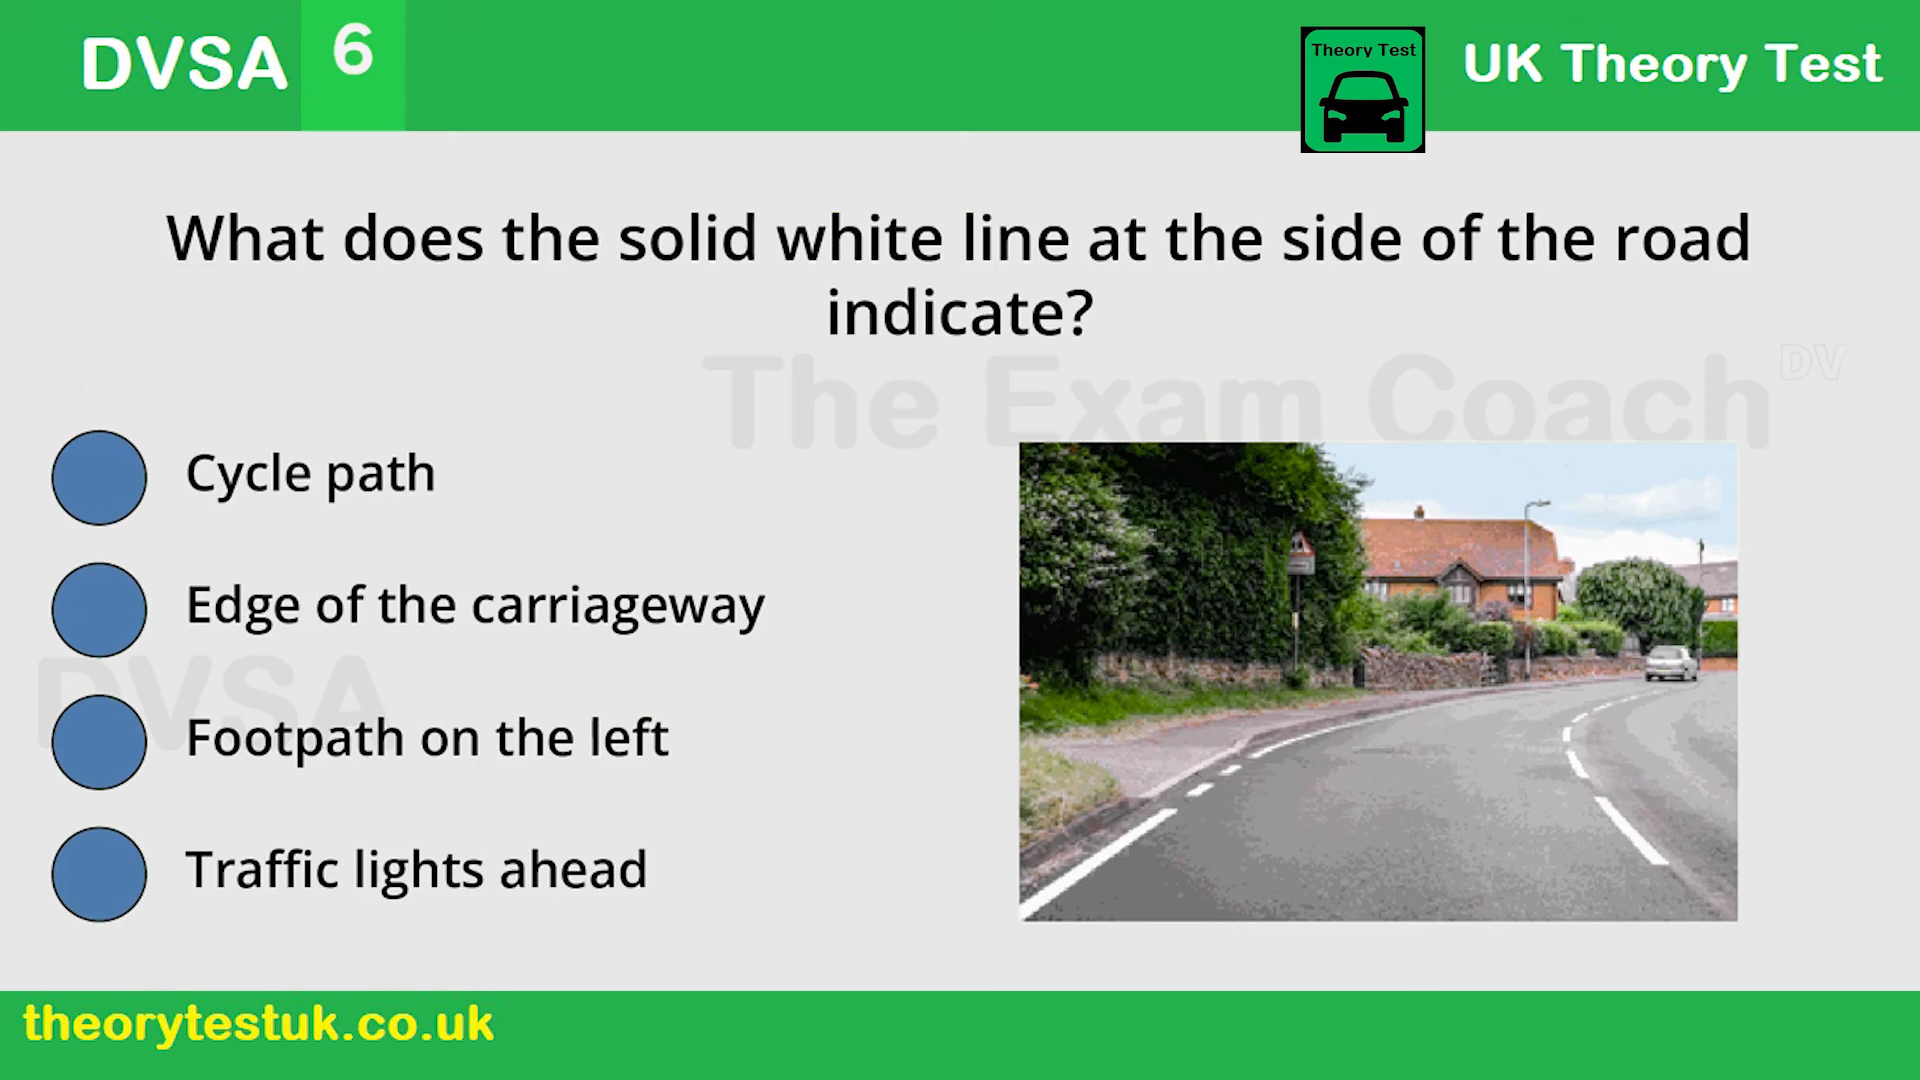 DVSA
6
Theory Test
UK Theory Test
What does the solid white line at the side of the road
indicate?
The Exam Coach
DV
Cycle path
Edge of the carriageway
DVSA
Footpath on the left
Traffic lights ahead
theorytestuk.co.uk